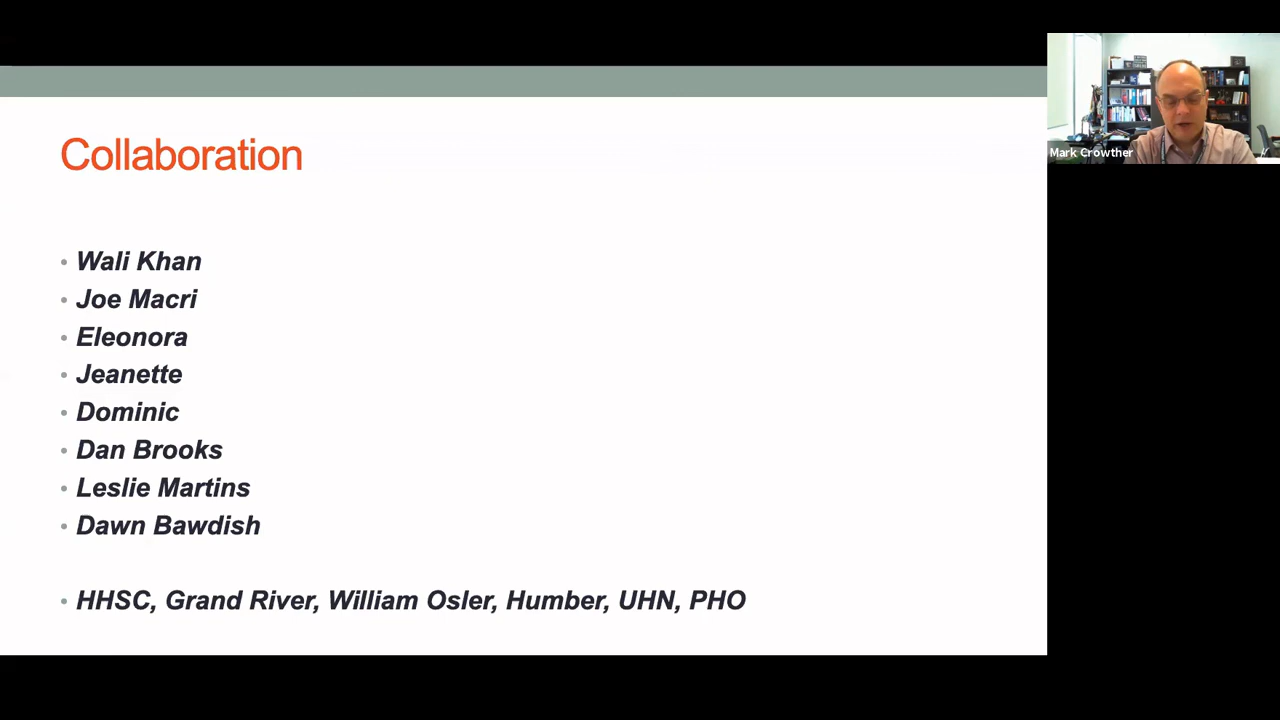 Collaboration
Mark Crowther
• Wali Khan
• Joe Macri
• Eleonora
• Jeanette
• Dominic
• Dan Brooks
• Leslie Martins
• Dawn Bawdish
• HHSC, Grand River, William Osler, Humber, UHN, PHO